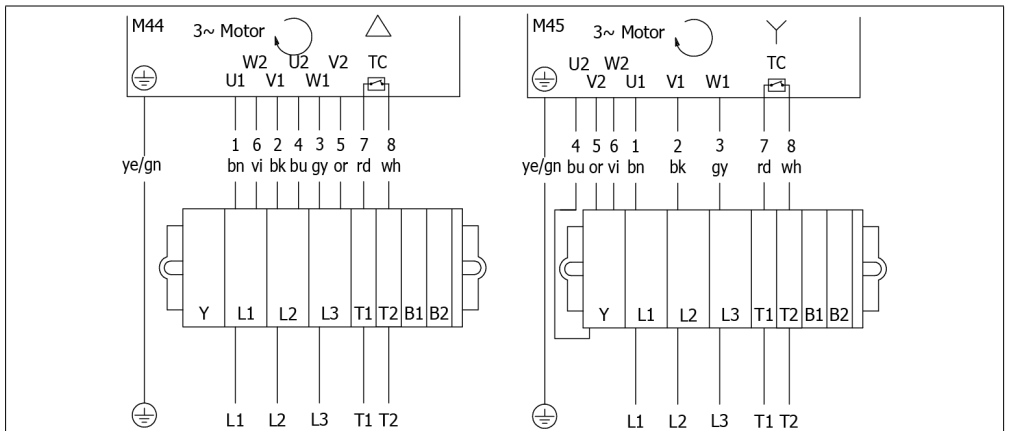 M44
3~ Motor
W2 U2 V2 TC
U1 V1 W1
1 6 2 4 3 5 7 8
ye/gn bn vi bk bu gy or rd wh
Y L1 L2 L3 T1 T2 B1 B2
L1 L2 L3 T1 T2
M45
3~ Motor
U2 W2 TC
V2 U1 V1 W1
4 5 6 1 2 3 7 8
ye/gn bu or vi bn bk gy rd wh
Y L1 L2 L3 T1 T2 B1 B2
L1 L2 L3 T1 T2